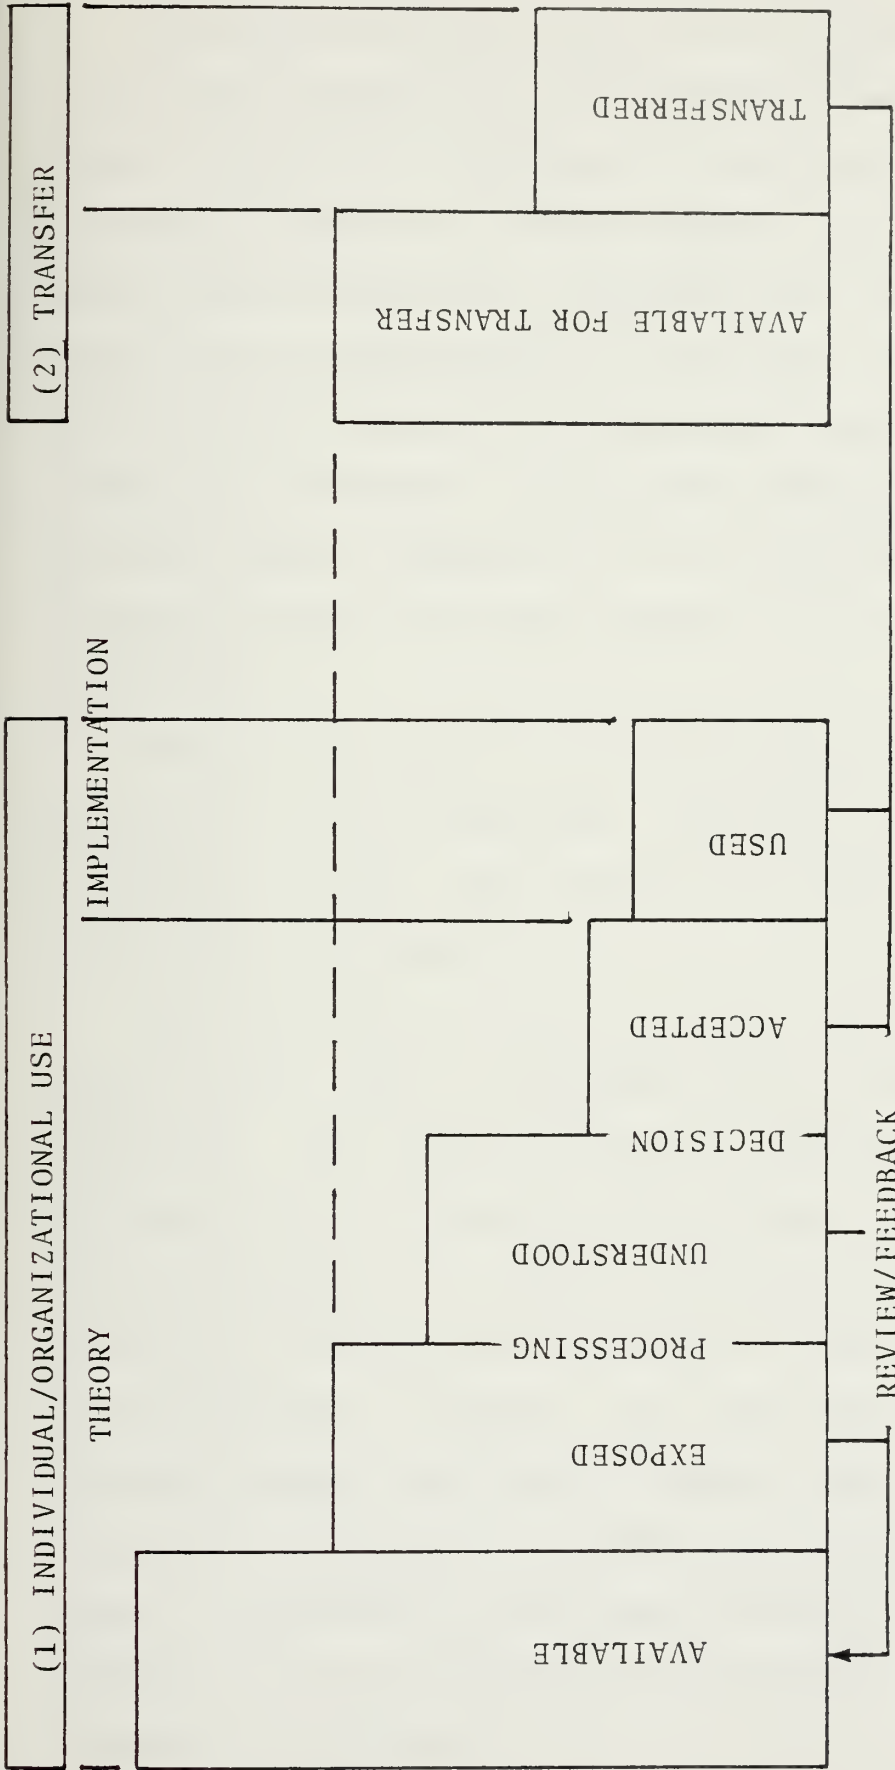 (1) INDIVIDUAL/ORGANIZATIONAL USE
(2) TRANSFER
THEORY
IMPLEMENTATION
AVAILABLE
EXPOSED
PROCESSING
UNDERSTOOD
DECISION
ACCEPTED
USED
AVAILABLE FOR TRANSFER
TRANSFERRED
REVIEW/FEEDBACK